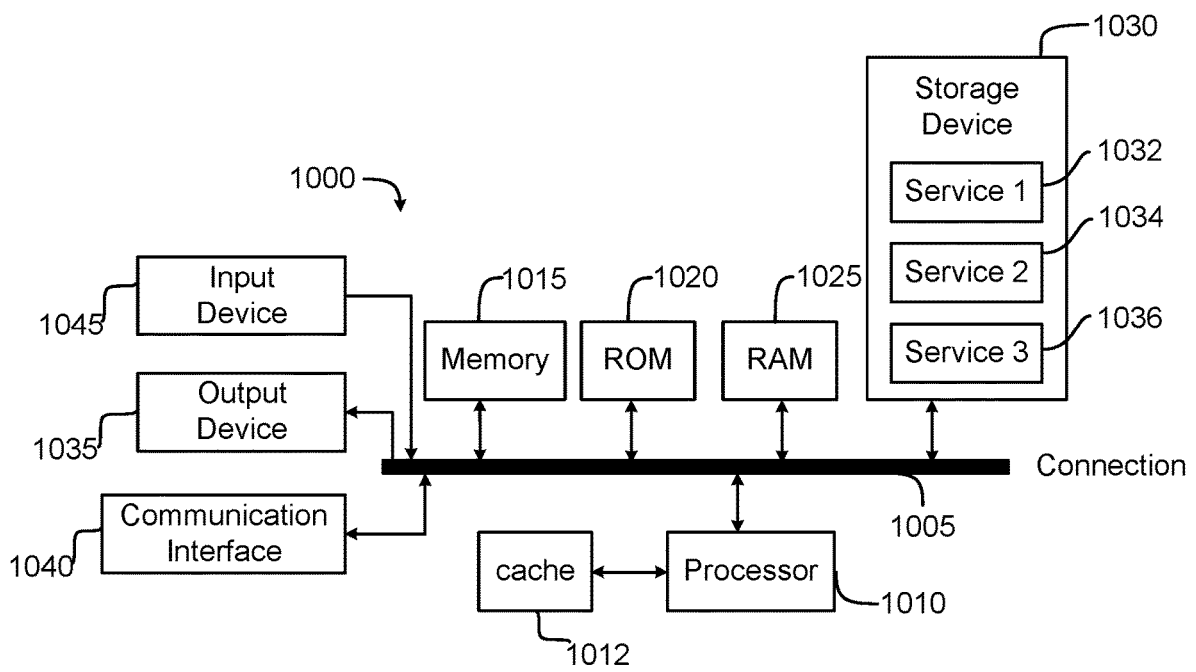 1030
Storage
Device
1032
Service 1
1034
Service 2
1036
Service 3
1000
Input
Device
1045
1015
Memory
1020
ROM
1025
RAM
Output
Device
1035
Connection
1005
Communication
Interface
1040
cache
1012
Processor
1010